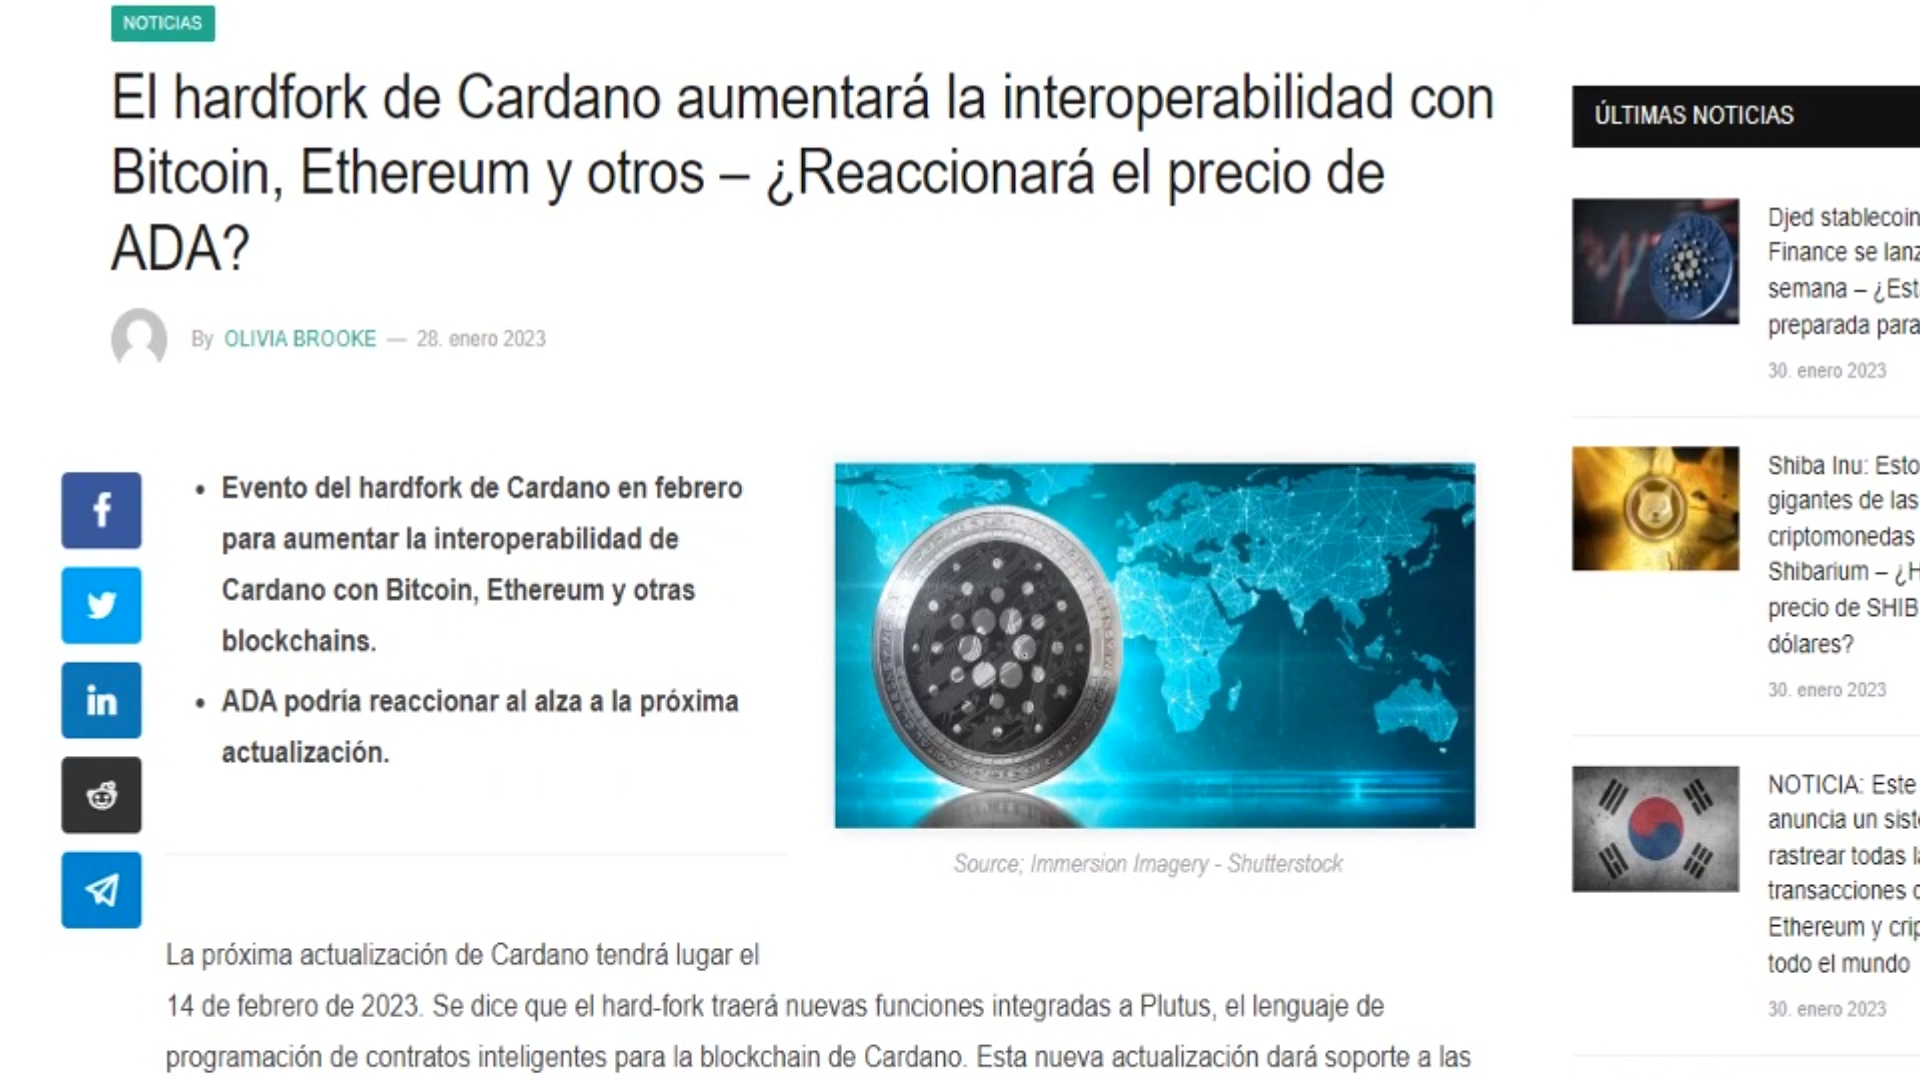 NOTICIAS
El hardfork de Cardano aumentará la interoperabilidad con
Bitcoin, Ethereum y otros – ¿Reaccionará el precio de
ADA?
By OLIVIA BROOKE — 28. enero 2023
• Evento del hardfork de Cardano en febrero
para aumentar la interoperabilidad de
Cardano con Bitcoin, Ethereum y otras
blockchains.
• ADA podría reaccionar al alza a la próxima
actualización.
Source; Immersion Imagery - Shutterstock
La próxima actualización de Cardano tendrá lugar el
14 de febrero de 2023. Se dice que el hard-fork traerá nuevas funciones integradas a Plutus, el lenguaje de
programación de contratos inteligentes para la blockchain de Cardano. Esta nueva actualización dará soporte a las
ÚLTIMAS NOTICIAS
Djed stablecoin
Finance se
semana –
preparada para
30. enero 2023
Shiba Inu:
gigantes de las
criptomonedas
Shibarium –
precio de SHIB
dólares?
30. enero 2023
NOTICIA: Este
anuncia un
rastrear todas
transacciones
Ethereum y
todo el mundo
30. enero 2023